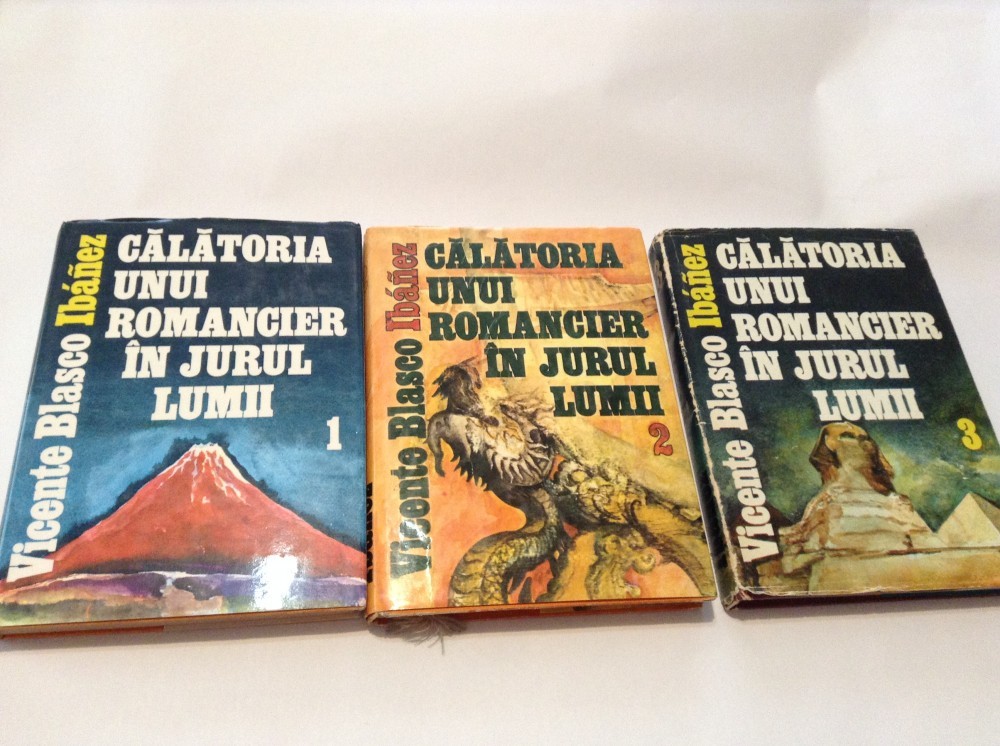 Vicente Blasco Ibáñez
CĂLĂTORIA
UNUI
ROMANCIER
ÎN JURUL
LUMII
1
Vicente Blasco Ibáñez
CĂLĂTORIA
UNUI
ROMANCIER
ÎN JURUL
LUMII
2
Vicente Blasco Ibáñez
CĂLĂTORIA
UNUI
ROMANCIER
ÎN JURUL
LUMII
3